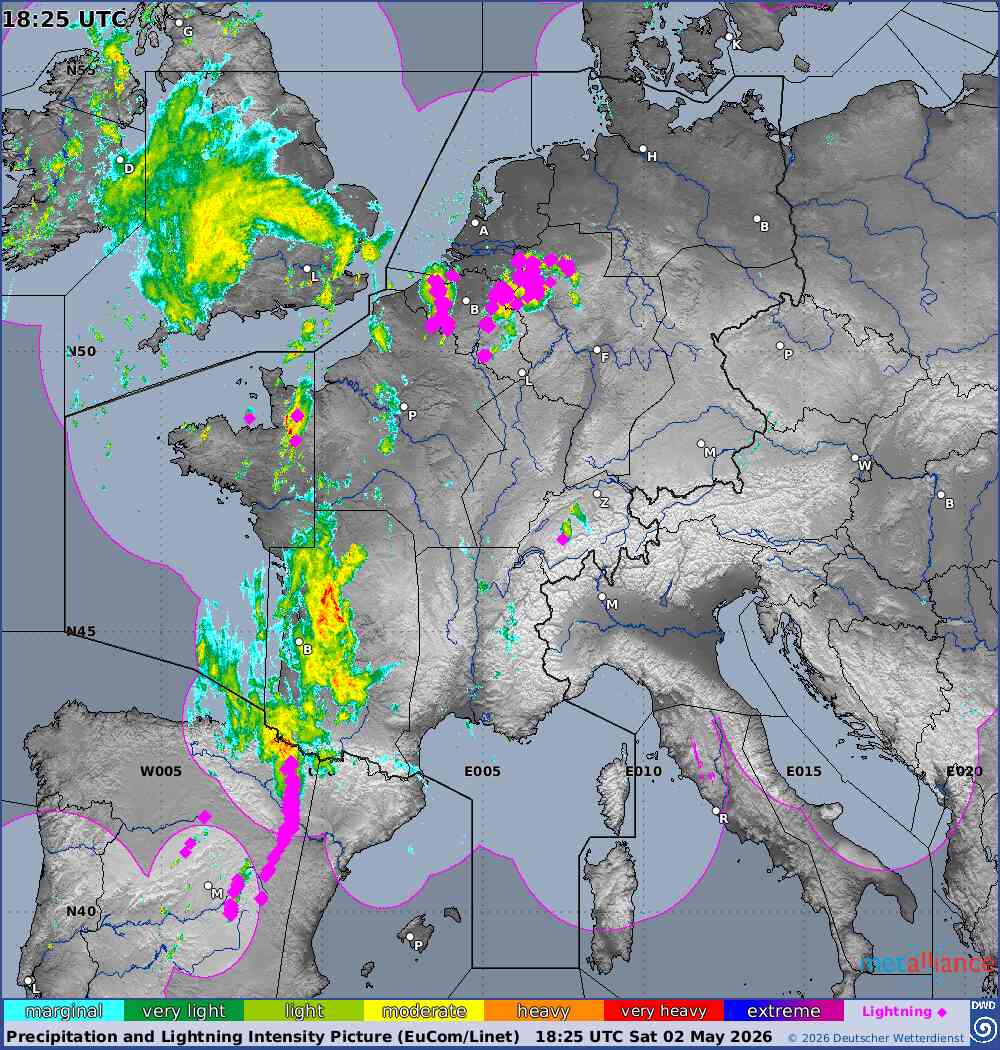 18:25 UTC
G
K
N55
D
H
B
A
L
B
N50
F
P
L
P
M
W
Z
B
M
N45
B
W005
E005
E010
E015
E020
R
M
N40
P
metalliance
L
marginal very light light moderate heavy very heavy extreme Lightning
DWD
Precipitation and Lightning Intensity Picture (EuCom/Linet) 18:25 UTC Sat 02 May 2026 © 2026 Deutscher Wetterdienst